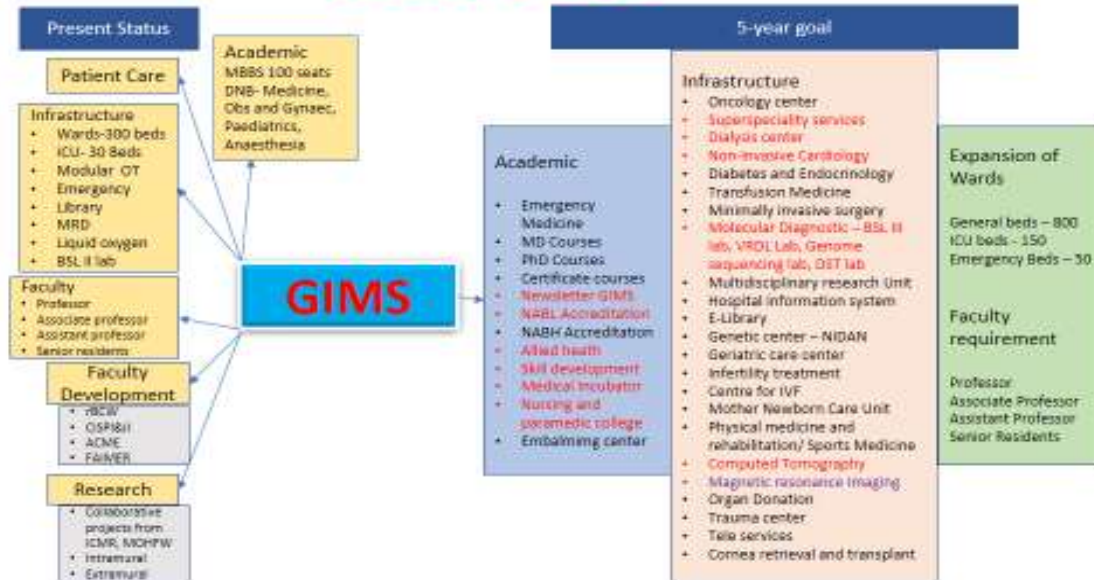 Present Status
Patient Care
Infrastructure
• Wards-300 beds
• ICU- 30 Beds
• Modular OT
• Emergency
• Library
• MRD
• Liquid oxygen
• BSL II lab
Faculty
• Professor
• Associate professor
• Assistant professor
• Senior residents
Faculty
Development
• rBCW
• ACME
• FAIMER
Research
• Collaborative
projects from
ICMR, MOHFW
• Intramural
• Extramural
Academic
MBBS 100 seats
DNB- Medicine,
Obs and Gynaec,
Paediatrics,
Anaesthesia
GIMS
5-year goal
Academic
• Emergency
Medicine
• MD Courses
• PhD Courses
• Certificate courses
• Newsletter GIMS
• NABL Accreditation
• NABH Accreditation
• Allied heath
• Skill development
• Medical Incubator
• Nursing and
paramedic college
• Embalming center
Infrastructure
• Oncology center
• Superspeciality services
• Dialysis center
• Non-invasive Cardiology
• Diabetes and Endocrinology
• Transfusion Medicine
• Minimally invasive surgery
• Molecular Diagnostic – BSL III
lab, VRDL Lab, Genome
sequencing lab, DST lab
• Multidisciplinary research Unit
• Hospital information system
• E-Library
• Genetic center – NIDAN
• Geriatric care center
• Infertility treatment
• Centre for IVF
• Mother Newborn Care Unit
• Physical medicine and
rehabilitation/ Sports Medicine
• Computed Tomography
• Magnetic resonance Imaging
• Organ Donation
• Trauma center
• Tele services
• Cornea retrieval and transplant
Expansion of
Wards
General beds – 800
ICU beds - 150
Emergency Beds – 50
Faculty
requirement
Professor
Associate Professor
Assistant Professor
Senior Residents